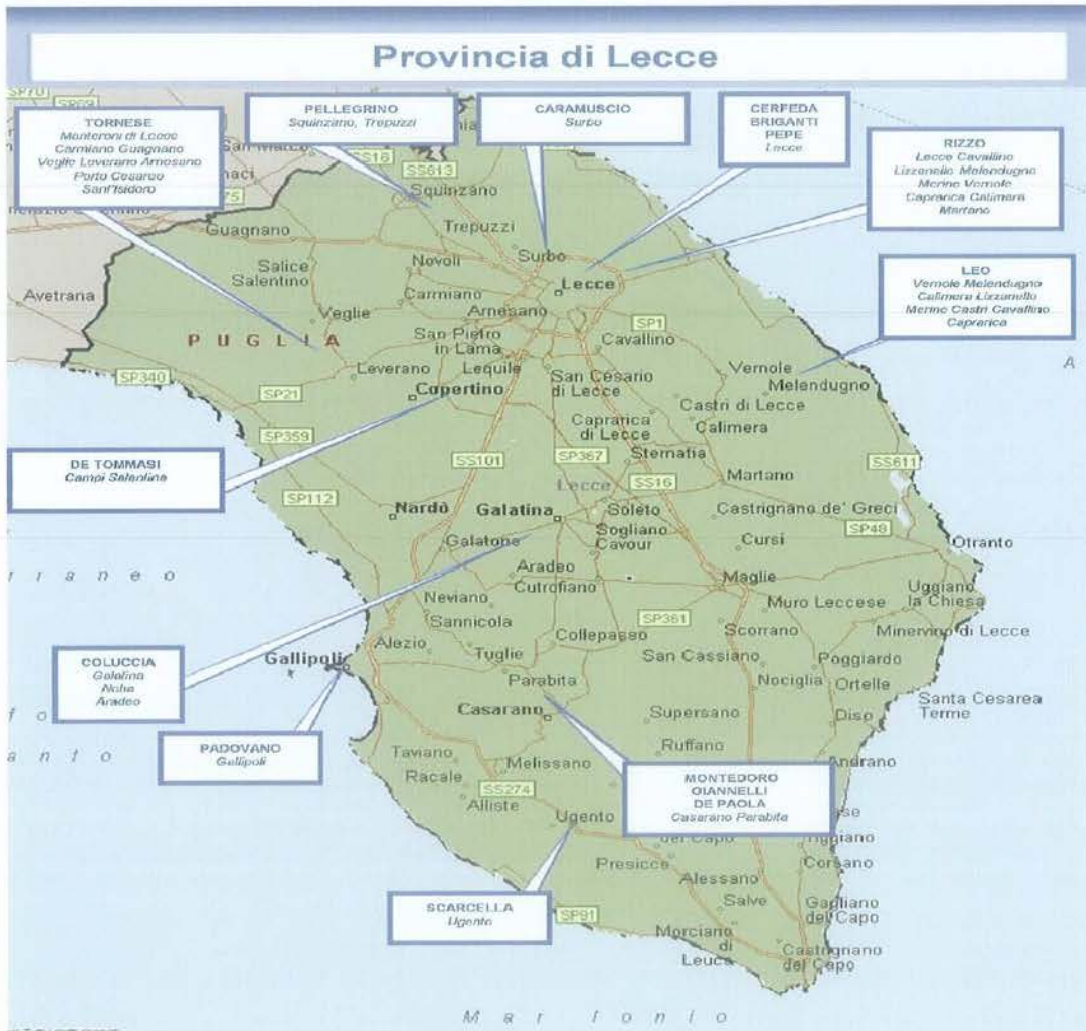 Provincia di Lecce
TORNESE
Monteroni di Lecce
Carmiano Guagnano
Veglie Leverano Arnesano
Porto Cesareo
Sant'Isidoro
PELLEGRINO
Squinzano, Trepuzzi
CARAMUSCIO
Surbo
CERFEDA
BRIGANTI
PEPE
Lecce
RIZZO
Lecce Cavallino
Lizzanello Melendugno
Merine Vernole
Caprarica Calimera
Martano
LEO
Vernole Melendugno
Calimera Lizzanello
Merine Castri Cavallino
Caprarica
SS16
SS613
Squinzano
Trepuzzi
Guagnano
Surbo
Novoli
Salice
Salentino
Lecce
Avetrana
Carmiano
Veglie
Arnesano
SP1
PUGLIA
San Pietro
in Lama
Cavallino
Lequile
Vernole
SP340
Leverano
San Cesario
di Lecce
Melendugno
SP21
Copertino
Castri di Lecce
Caprarica
di Lecce
Calimera
SP359
DE TOMMASI
Campi Salentina
SS101
SP367
Sternatia
Martano
SS611
Lecce
SS16
SP112
Nardò
Galatina
Soleto
Castrignano de' Greci
Sogliano
Cavour
SP48
Galatone
Cursi
Otranto
rraneo
Aradeo
Cutrofiano
Maglie
Uggiano
la Chiesa
Neviano
Muro Leccese
Sannicola
SP361
Scorrano
Minervino di Lecce
Collepasso
Alezio
Tuglie
San Cassiano
Poggiardo
Gallipoli
COLUCCIA
Galatina
Noha
Aradeo
Parabita
Nociglia
Ortelle
Santa Cesarea
Terme
Casarano
Supersano
Diso
fo
anto
PADOVANO
Gallipoli
Taviano
Ruffano
Andrano
Racale
Melissano
MONTEDORO
GIANNELLI
DE PAOLA
Casarano Parabita
SS274
Alliste
Ugento
del Capo
Tiggiano
Presicce
Corsano
Alessano
SCARCELLA
Ugento
Salve
Gagliano
del Capo
SP91
Morciano
di
Leuca
Castrignano
del Capo
Mar Ionio